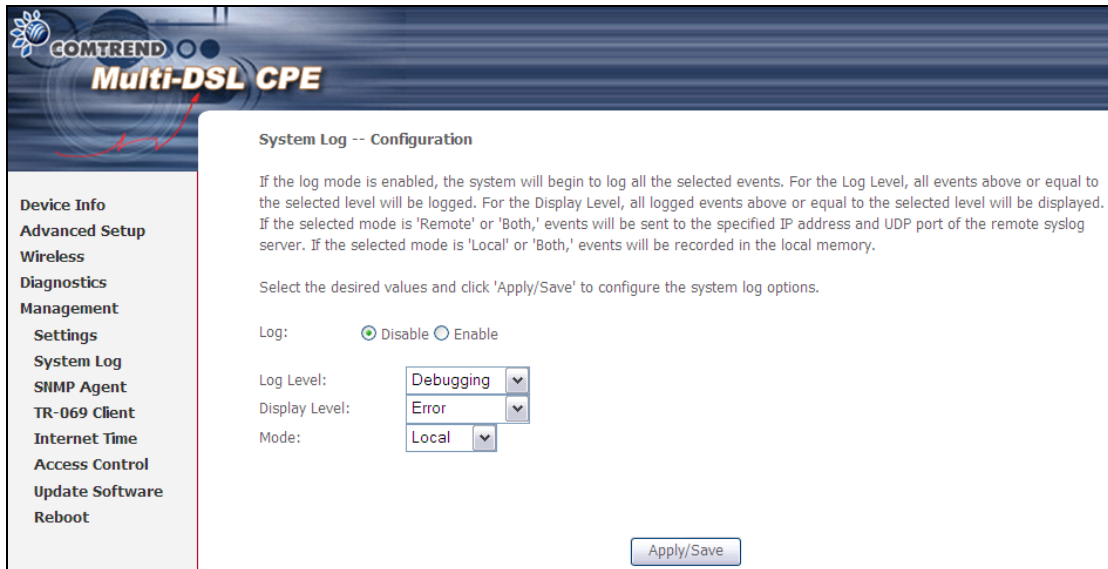 COMTREND
Multi-DSL CPE
Device Info
Advanced Setup
Wireless
Diagnostics
Management
Settings
System Log
SNMP Agent
TR-069 Client
Internet Time
Access Control
Update Software
Reboot
System Log -- Configuration
If the log mode is enabled, the system will begin to log all the selected events. For the Log Level, all events above or equal to
the selected level will be logged. For the Display Level, all logged events above or equal to the selected level will be displayed.
If the selected mode is 'Remote' or 'Both,' events will be sent to the specified IP address and UDP port of the remote syslog
server. If the selected mode is 'Local' or 'Both,' events will be recorded in the local memory.
Select the desired values and click 'Apply/Save' to configure the system log options.
Log: Disable Enable
Log Level: Debugging
Display Level: Error
Mode: Local
Apply/Save